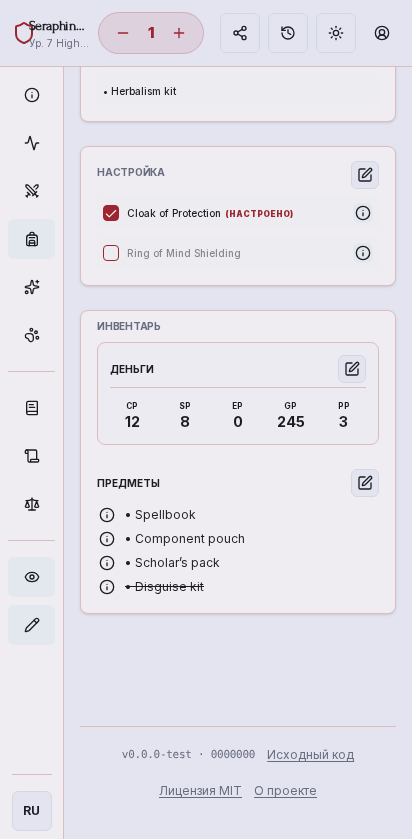 Seraphin...
Ур. 7 High...
1
• Herbalism kit
НАСТРОЙКА
Cloak of Protection (НАСТРОЕНО)
Ring of Mind Shielding
ИНВЕНТАРЬ
ДЕНЬГИ
CP SP EP GP PP
12 8 0 245 3
ПРЕДМЕТЫ
• Spellbook
• Component pouch
• Scholar's pack
• Disguise kit
v0.0.0-test · 0000000 Исходный код
Лицензия MIT О проекте
RU